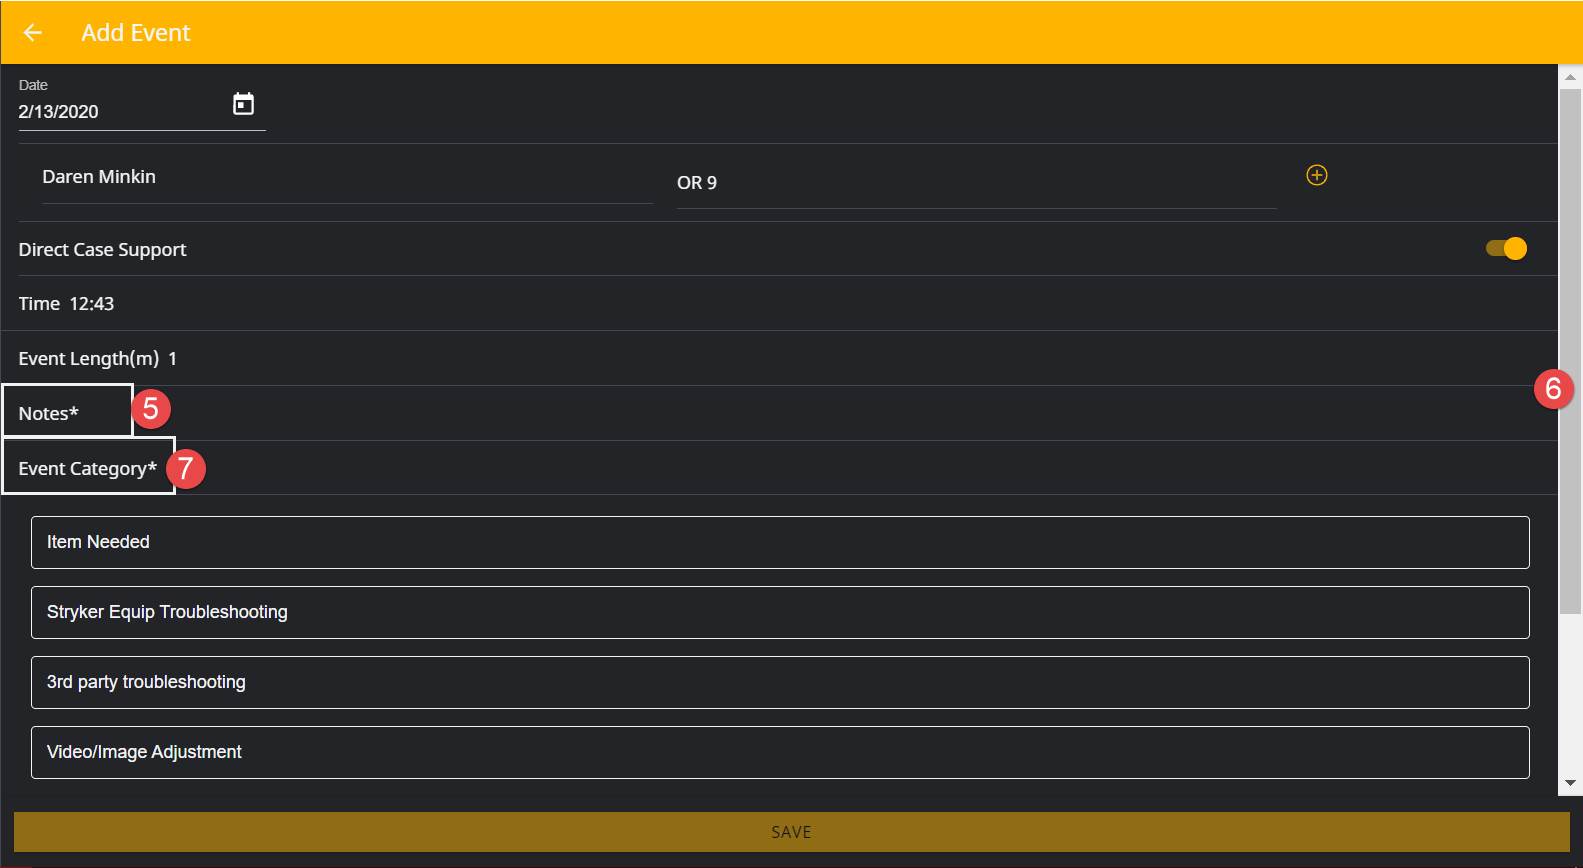 Add Event
Date
2/13/2020
Daren Minkin
OR 9
Direct Case Support
Time 12:43
Event Length(m) 1
Notes* 5
6
Event Category* 7
Item Needed
Stryker Equip Troubleshooting
3rd party troubleshooting
Video/Image Adjustment
SAVE